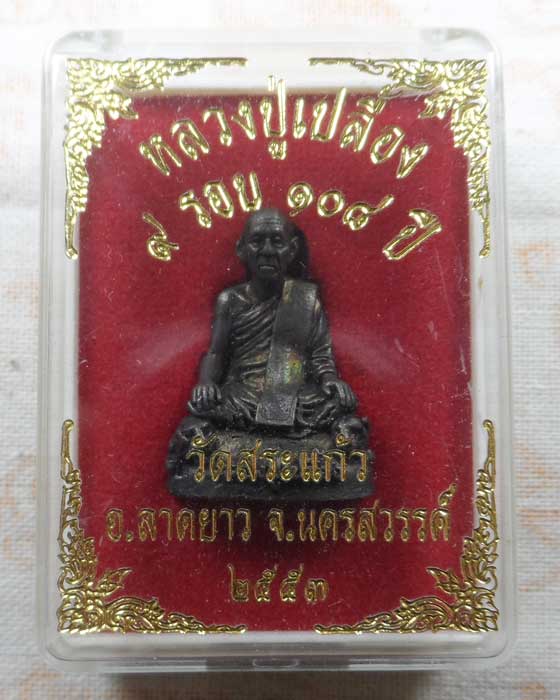 หลวงปู่เปลื้อง
๙ รอบ ๑๐๘ ปี
วัดสระแก้ว
อ.ลาดยาว จ.นครสวรรค์
๒๕๕๓